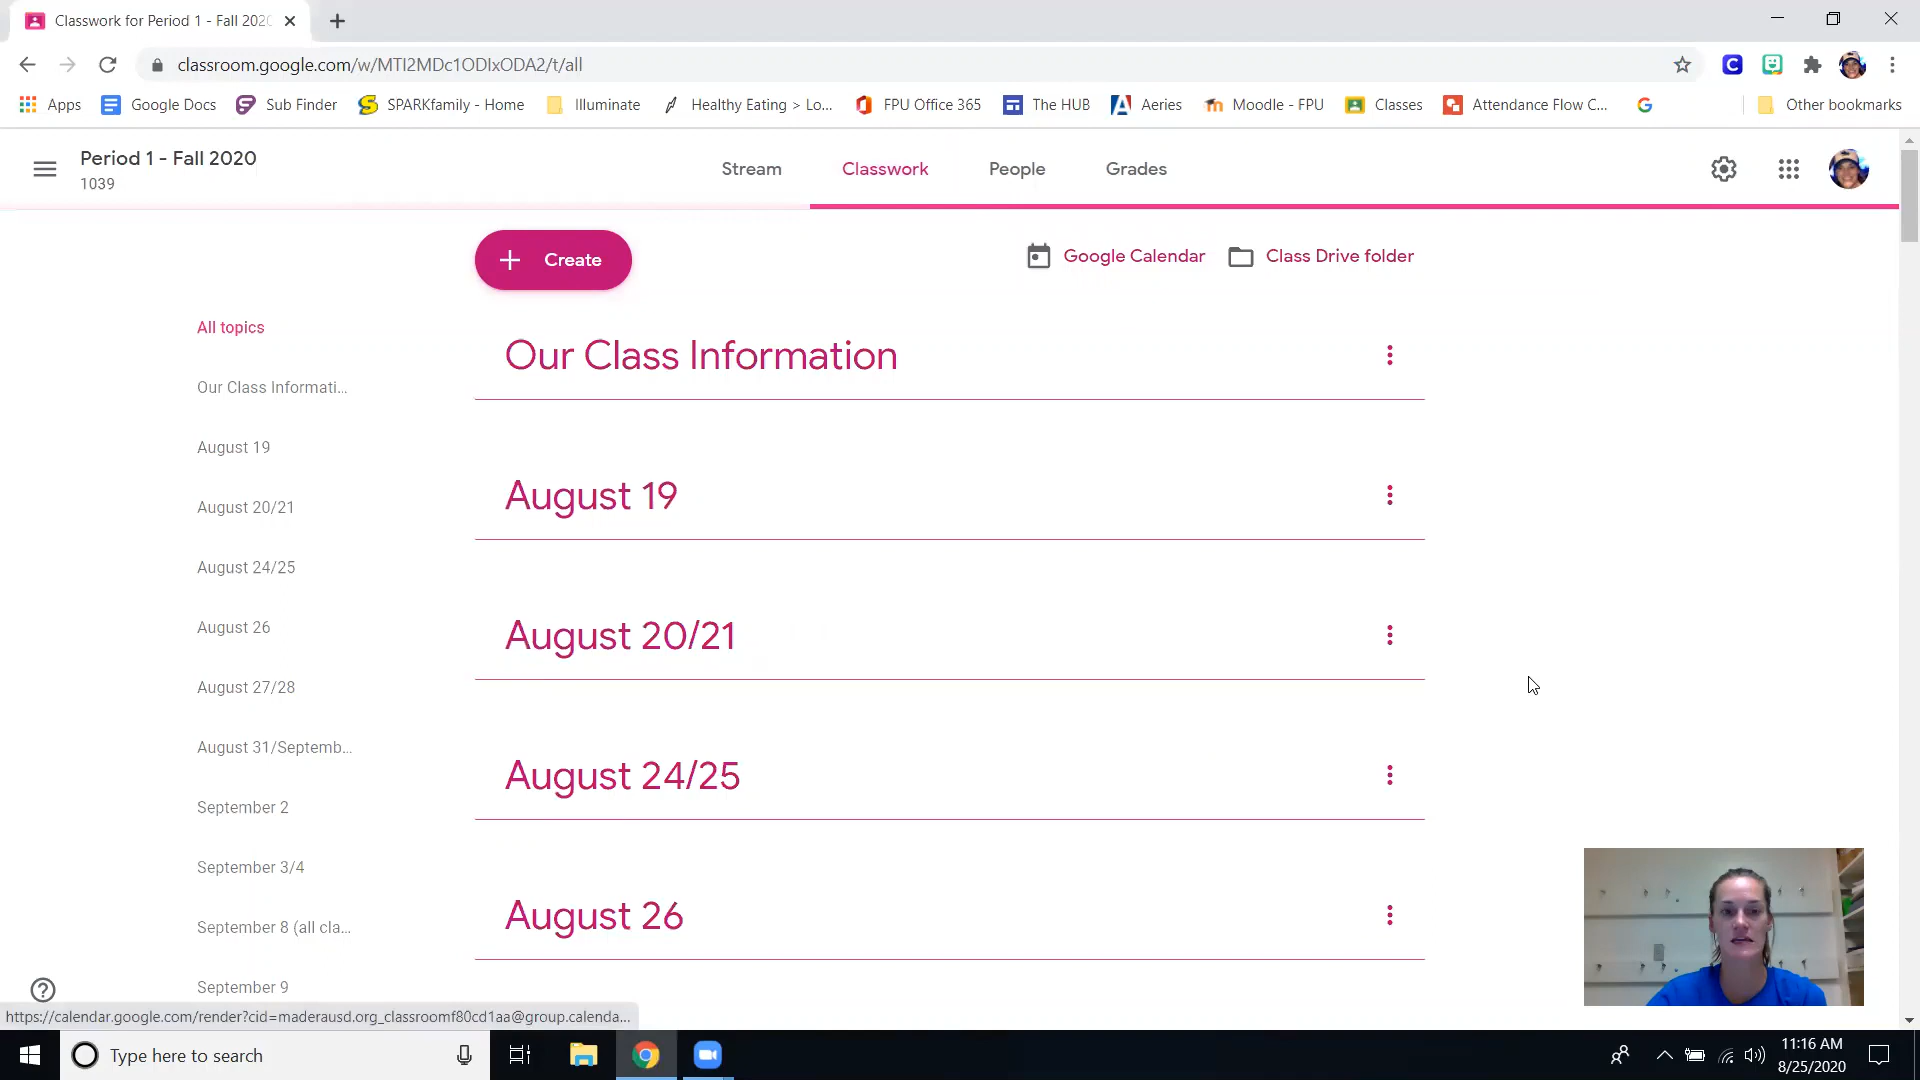 Classwork for Period 1 - Fall 2020
classroom.google.com/w/MTI2MDc1ODIxODA2/t/all
Apps Google Docs Sub Finder SPARKfamily - Home Illuminate Healthy Eating > Lo... FPU Office 365 The HUB Aeries Moodle - FPU Classes Attendance Flow C... Other bookmarks
Period 1 - Fall 2020
1039
Stream Classwork People Grades
Create
Google Calendar Class Drive folder
All topics
Our Class Informati...
August 19
August 20/21
August 24/25
August 26
August 27/28
August 31/Septemb...
September 2
September 3/4
September 8 (all cla...
September 9
Our Class Information
August 19
August 20/21
August 24/25
August 26
https://calendar.google.com/render?cid=maderausd.org_classroomf80cd1aa@group.calenda...
Type here to search
11:16 AM
8/25/2020